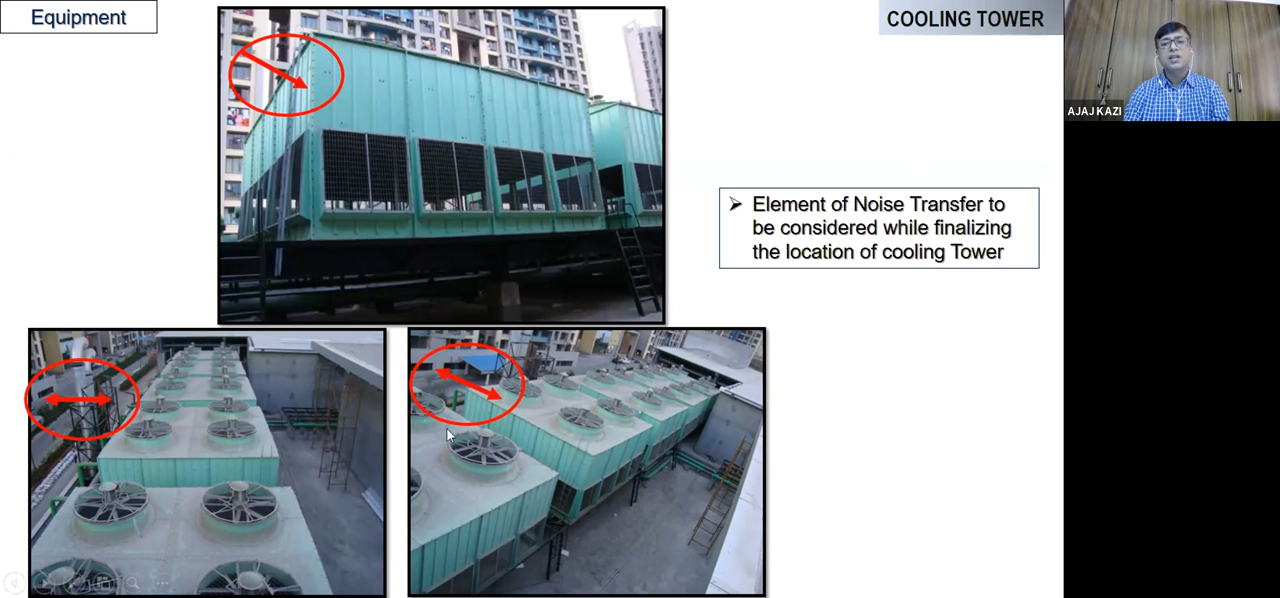 Equipment
COOLING TOWER
AJAJ KAZI
➢ Element of Noise Transfer to
be considered while finalizing
the location of cooling Tower